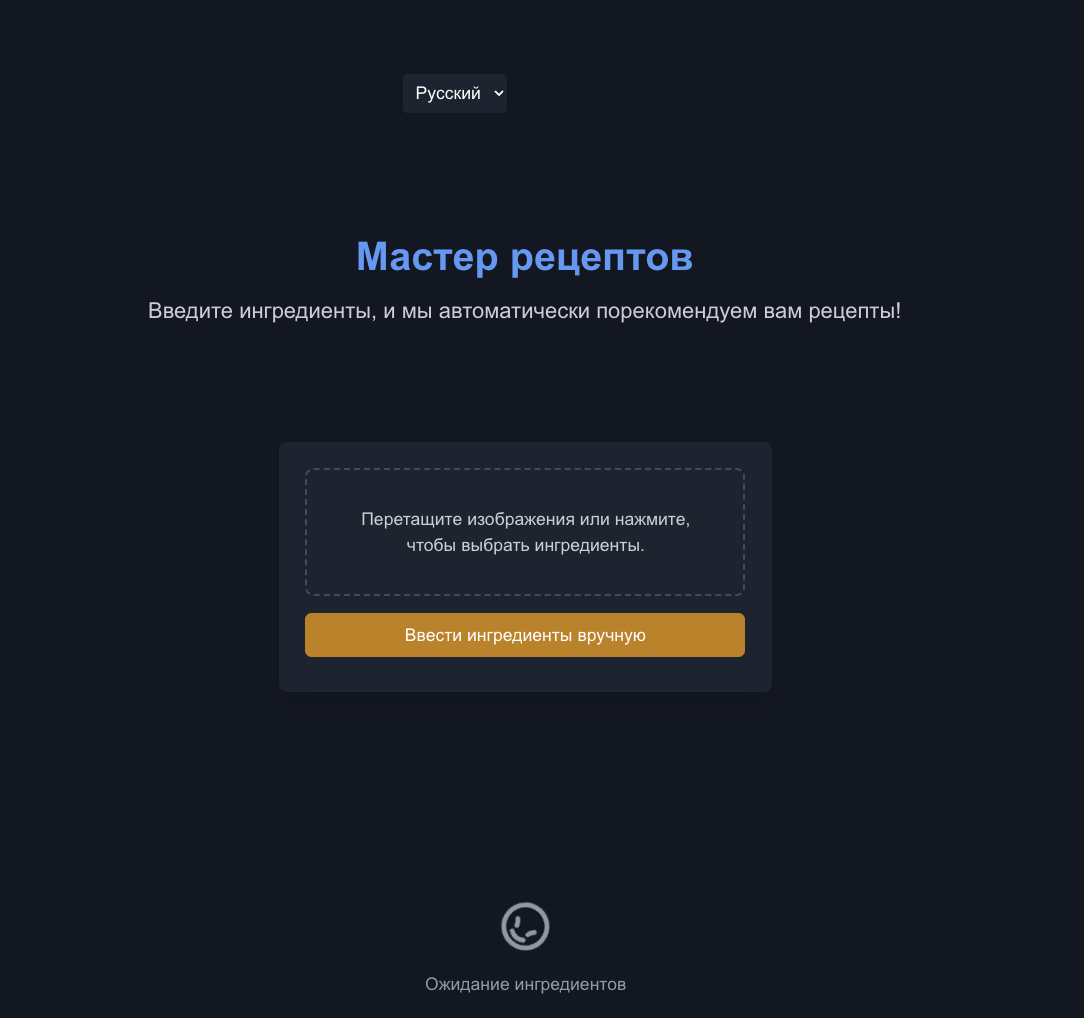 Русский
Мастер рецептов
Введите ингредиенты, и мы автоматически порекомендуем вам рецепты!
Перетащите изображения или нажмите,
чтобы выбрать ингредиенты.
Ввести ингредиенты вручную
Ожидание ингредиентов